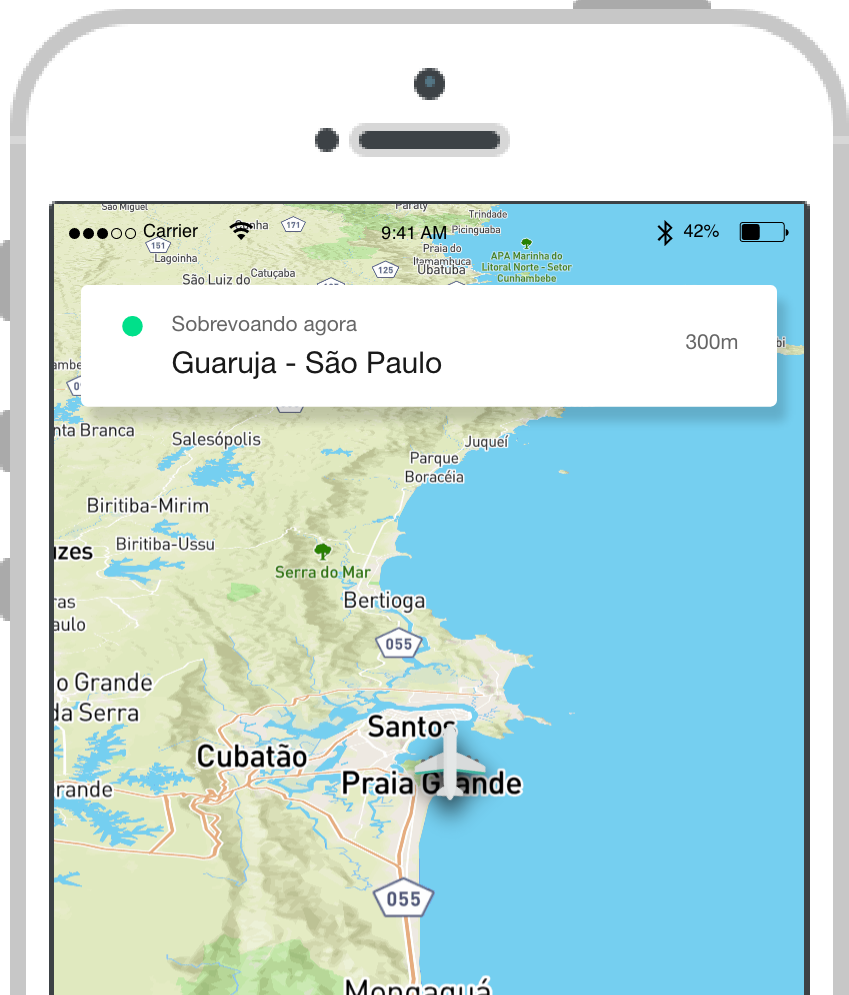 São Miguel
Paraty
Trindade
171
Carrier
9:41 AM
Picinguaba
42%
151
Praia do
Itamambuca
Lagoinha
APA Marinha do
Litoral Norte - Setor
Cunhambebe
125
Ubatuba
Catuçaba
São Luiz do
Sobrevoando agora
300m
Guaruja - São Paulo
nta Branca
Salesópolis
Juqueí
Parque
Boracéia
Biritiba-Mirim
Biritiba-Ussu
uzes
Serra do Mar
ras
aulo
Bertioga
055
o Grande
da Serra
Santos
Cubatão
Praia Grande
rande
055
Mongaguá